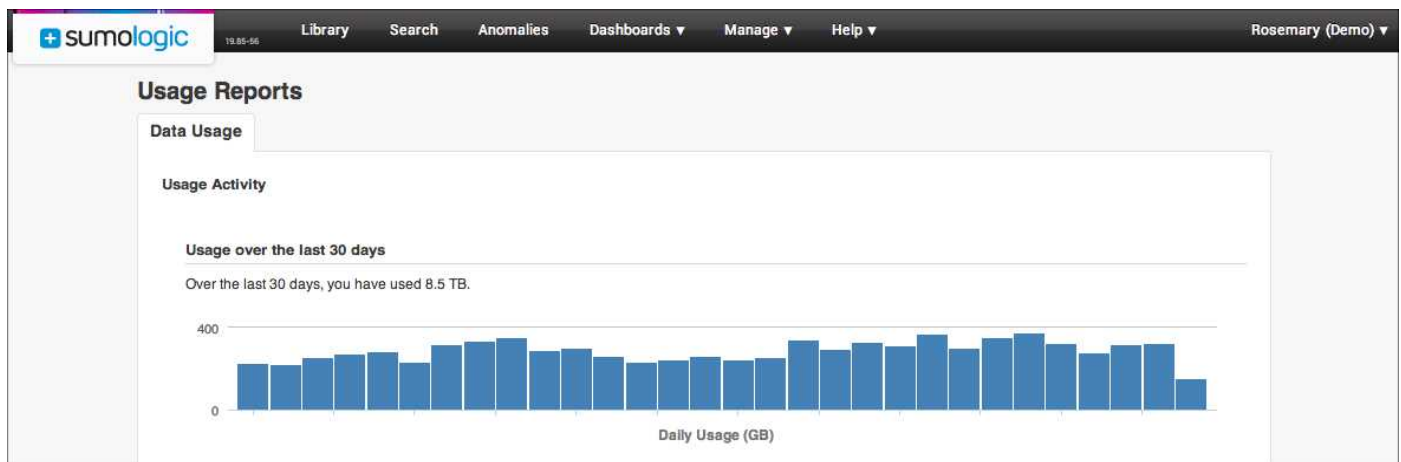 sumologic 19.85-56 Library Search Anomalies Dashboards ▾ Manage ▾ Help ▾ Rosemary (Demo) ▾
Usage Reports
Data Usage
Usage Activity
Usage over the last 30 days
Over the last 30 days, you have used 8.5 TB.
400
0
Daily Usage (GB)